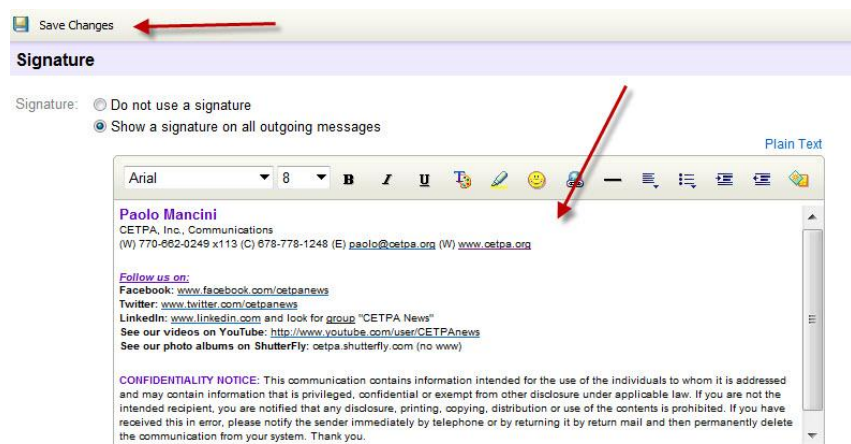 Save Changes
Signature
Signature: Do not use a signature
Show a signature on all outgoing messages
Plain Text
Arial 8 B I U
Paolo Mancini
CETPA, Inc., Communications
(W) 770-662-0249 x113 (C) 678-778-1248 (E) paolo@cetpa.org (W) www.cetpa.org
Follow us on:
Facebook: www.facebook.com/cetpanews
Twitter: www.twitter.com/cetpanews
LinkedIn: www.linkedin.com and look for group "CETPA News"
See our videos on YouTube: http://www.youtube.com/user/CETPAnews
See our photo albums on ShutterFly: cetpa.shutterfly.com (no www)
CONFIDENTIALITY NOTICE: This communication contains information intended for the use of the individuals to whom it is addressed
and may contain information that is privileged, confidential or exempt from other disclosure under applicable law. If you are not the
intended recipient, you are notified that any disclosure, printing, copying, distribution or use of the contents is prohibited. If you have
received this in error, please notify the sender immediately by telephone or by returning it by return mail and then permanently delete
the communication from your system. Thank you.